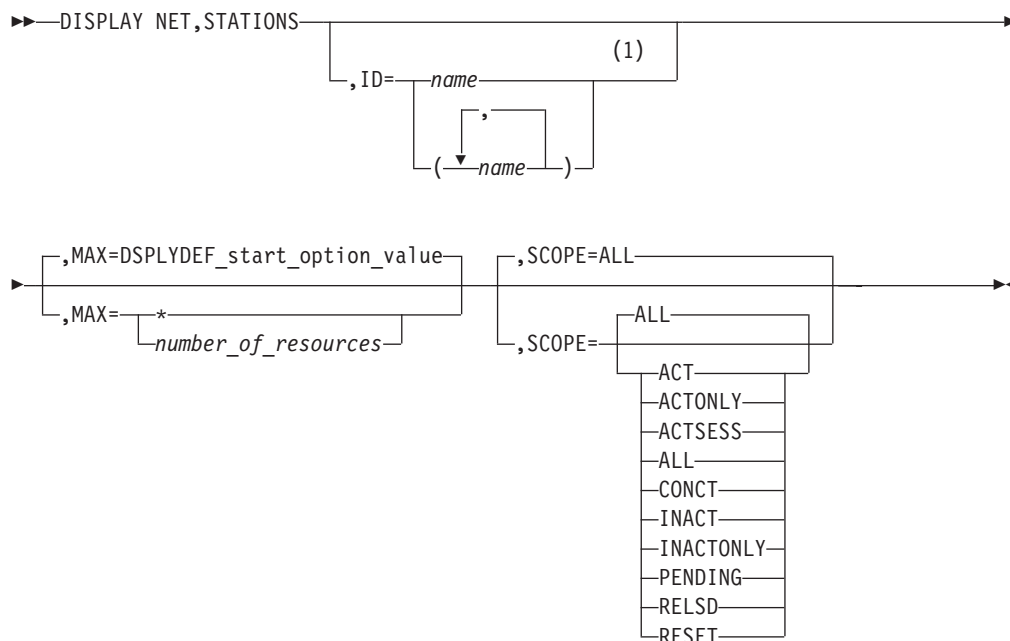 DISPLAY NET,STATIONS
(1)
,ID= name
,
( name )
,MAX=DSPLYDEF_start_option_value ,SCOPE=ALL
,MAX= * ALL
number_of_resources ,SCOPE=
ACT
ACTONLY
ACTSESS
ALL
CONCT
INACT
INACTONLY
PENDING
RELSD
RESET